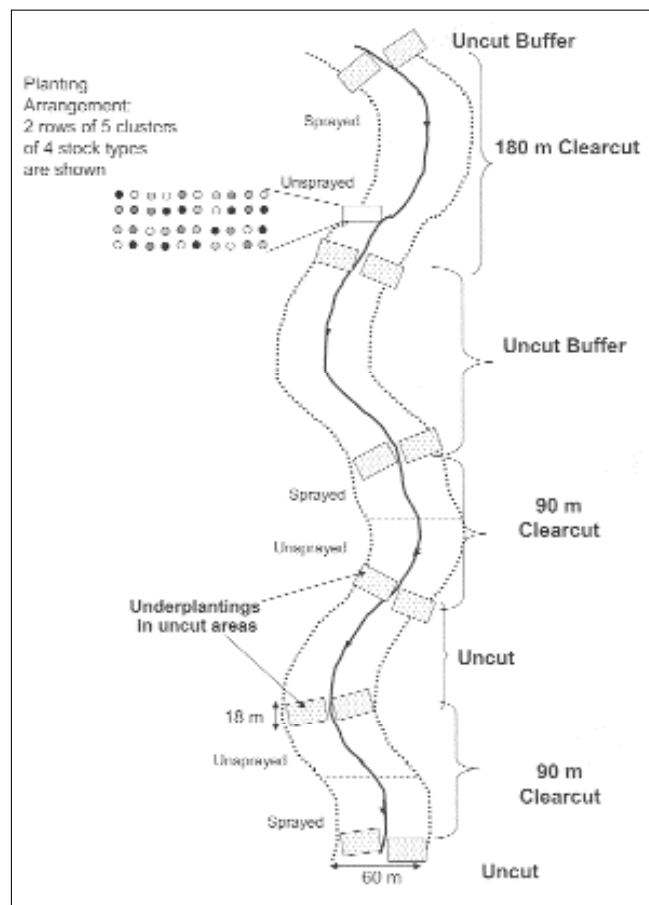 Uncut Buffer
Planting
Arrangement:
2 rows of 5 clusters
of 4 stock types
are shown
Sprayed
180 m Clearcut
Unsprayed
Uncut Buffer
Sprayed
90 m
Clearcut
Unsprayed
Underplantings
in uncut areas
Uncut
18 m
Unsprayed
90 m
Clearcut
Sprayed
60 m
Uncut